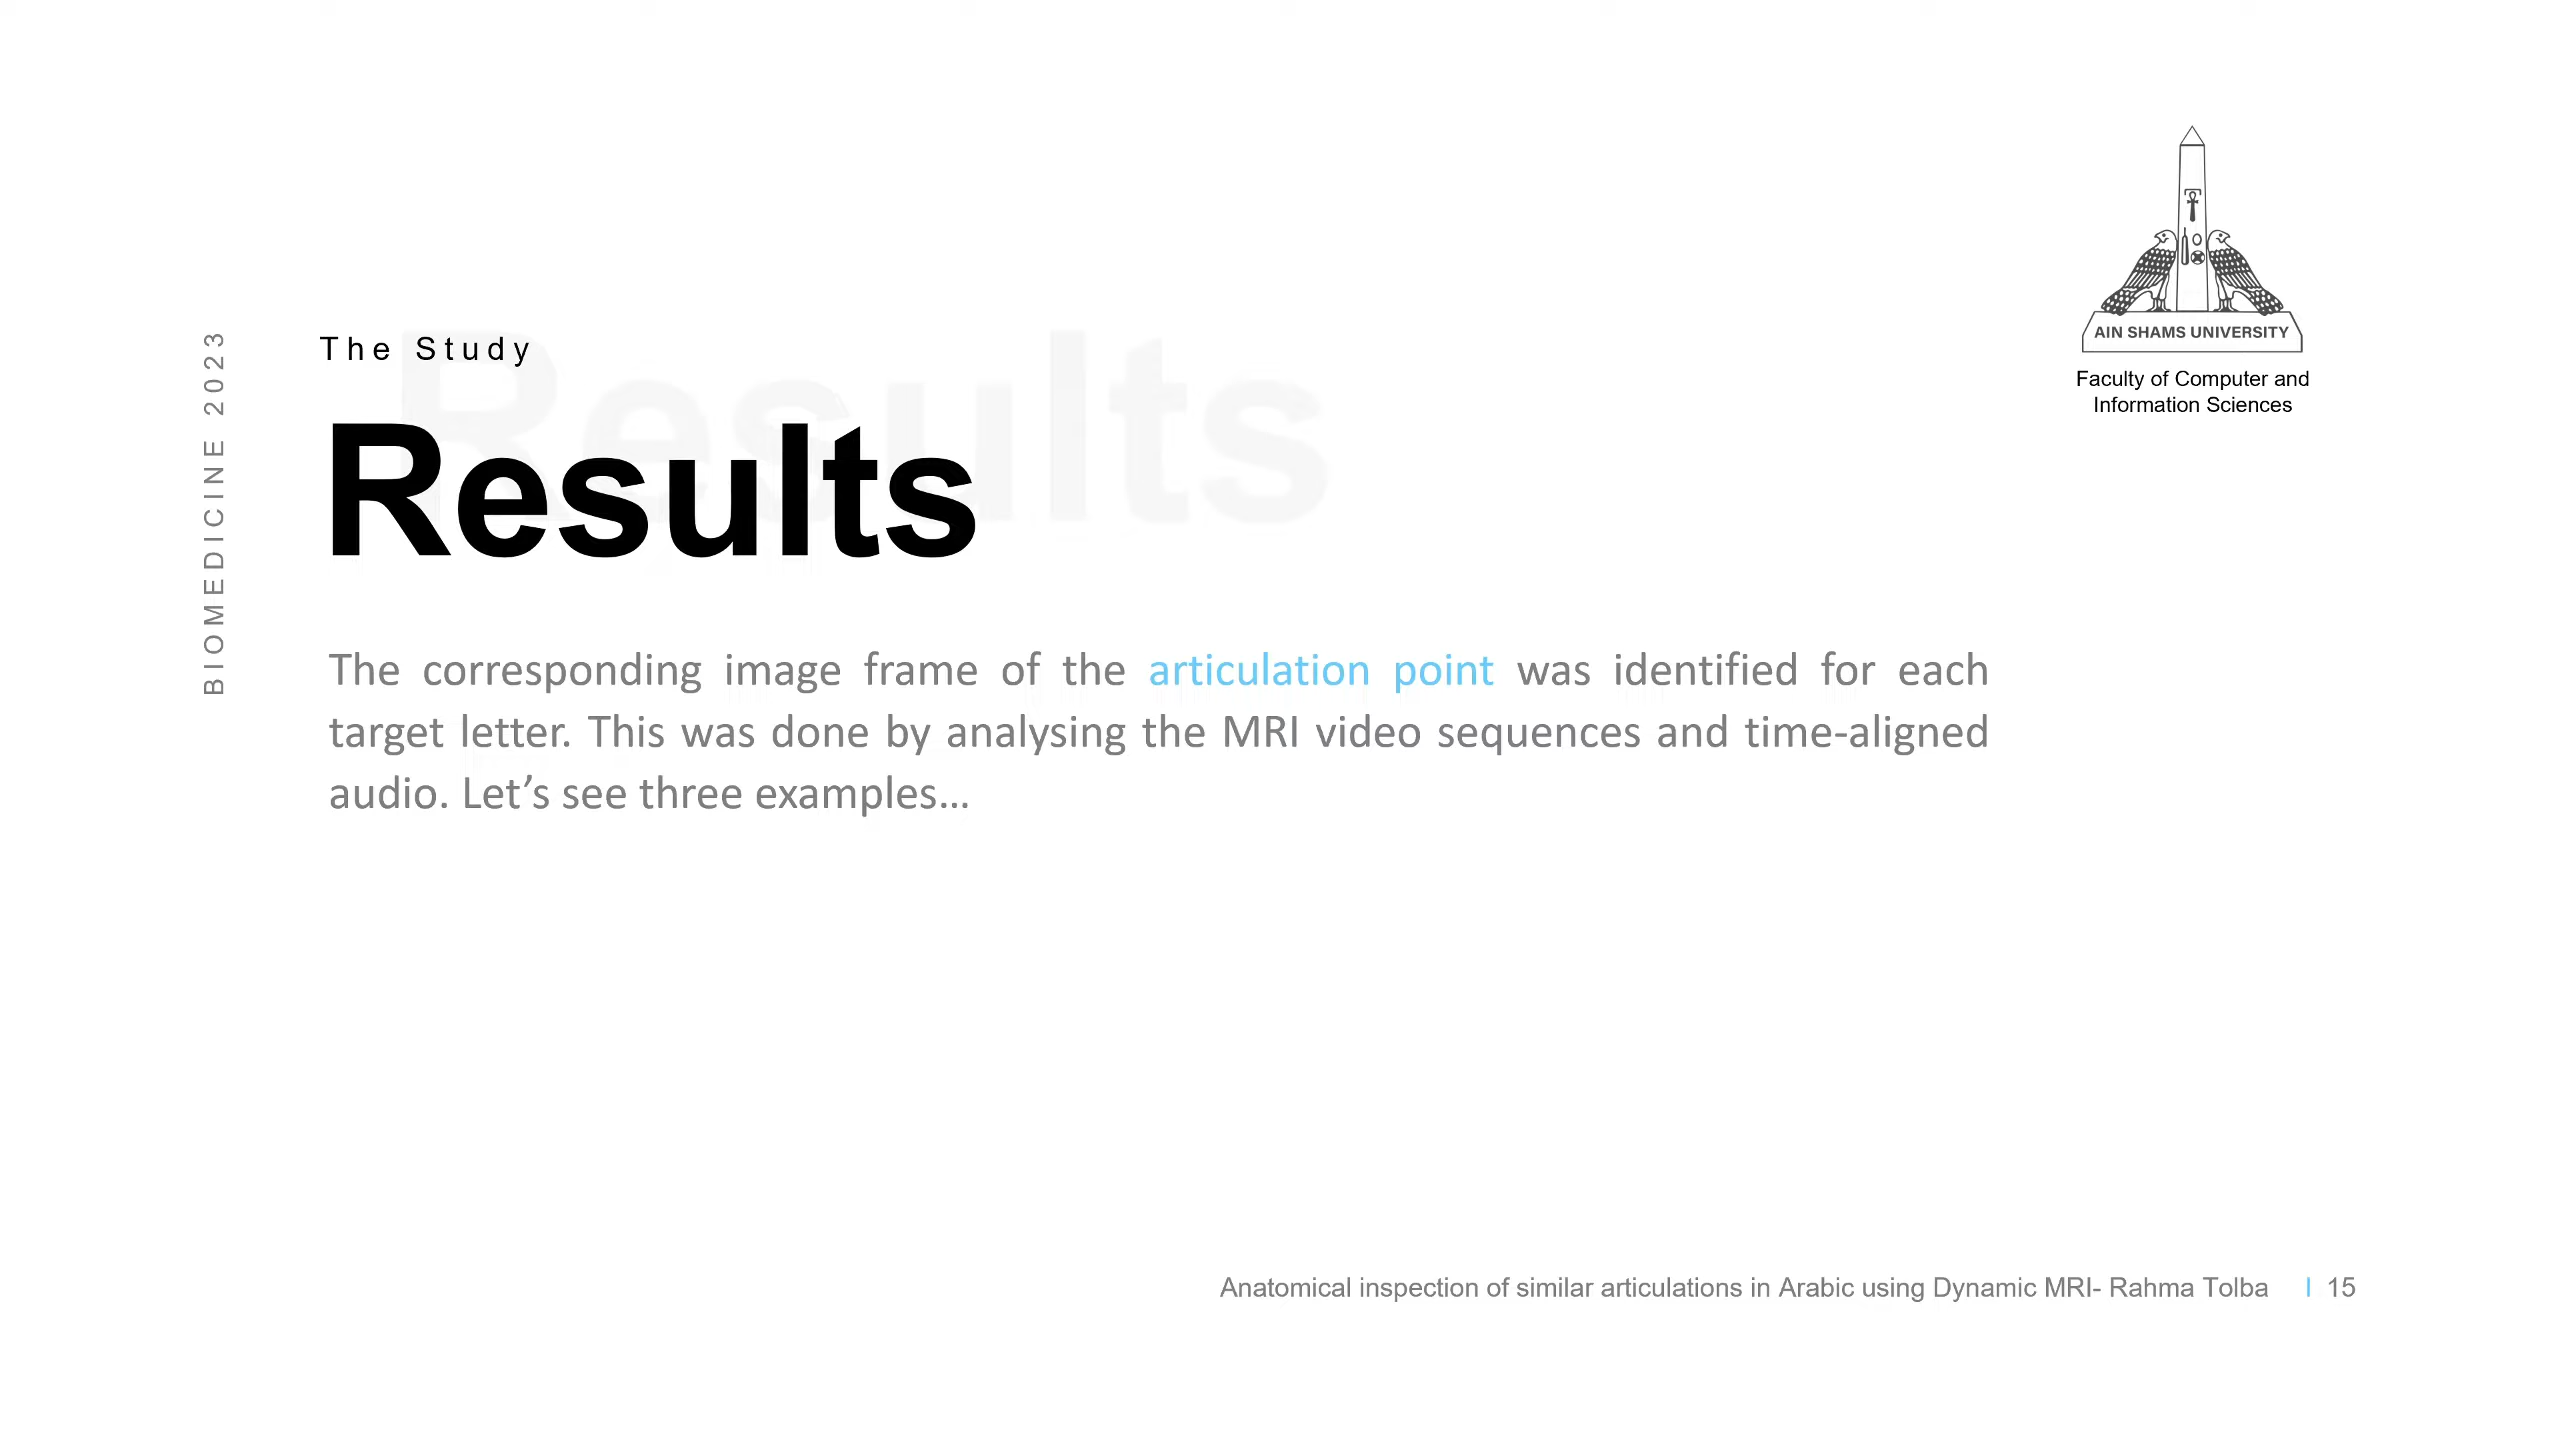 BIOMEDICINE 2023
The Study
Results
Results
The corresponding image frame of the articulation point was identified for each
target letter. This was done by analysing the MRI video sequences and time-aligned
audio. Let’s see three examples…
AIN SHAMS UNIVERSITY
Faculty of Computer and
Information Sciences
Anatomical inspection of similar articulations in Arabic using Dynamic MRI- Rahma Tolba | 15